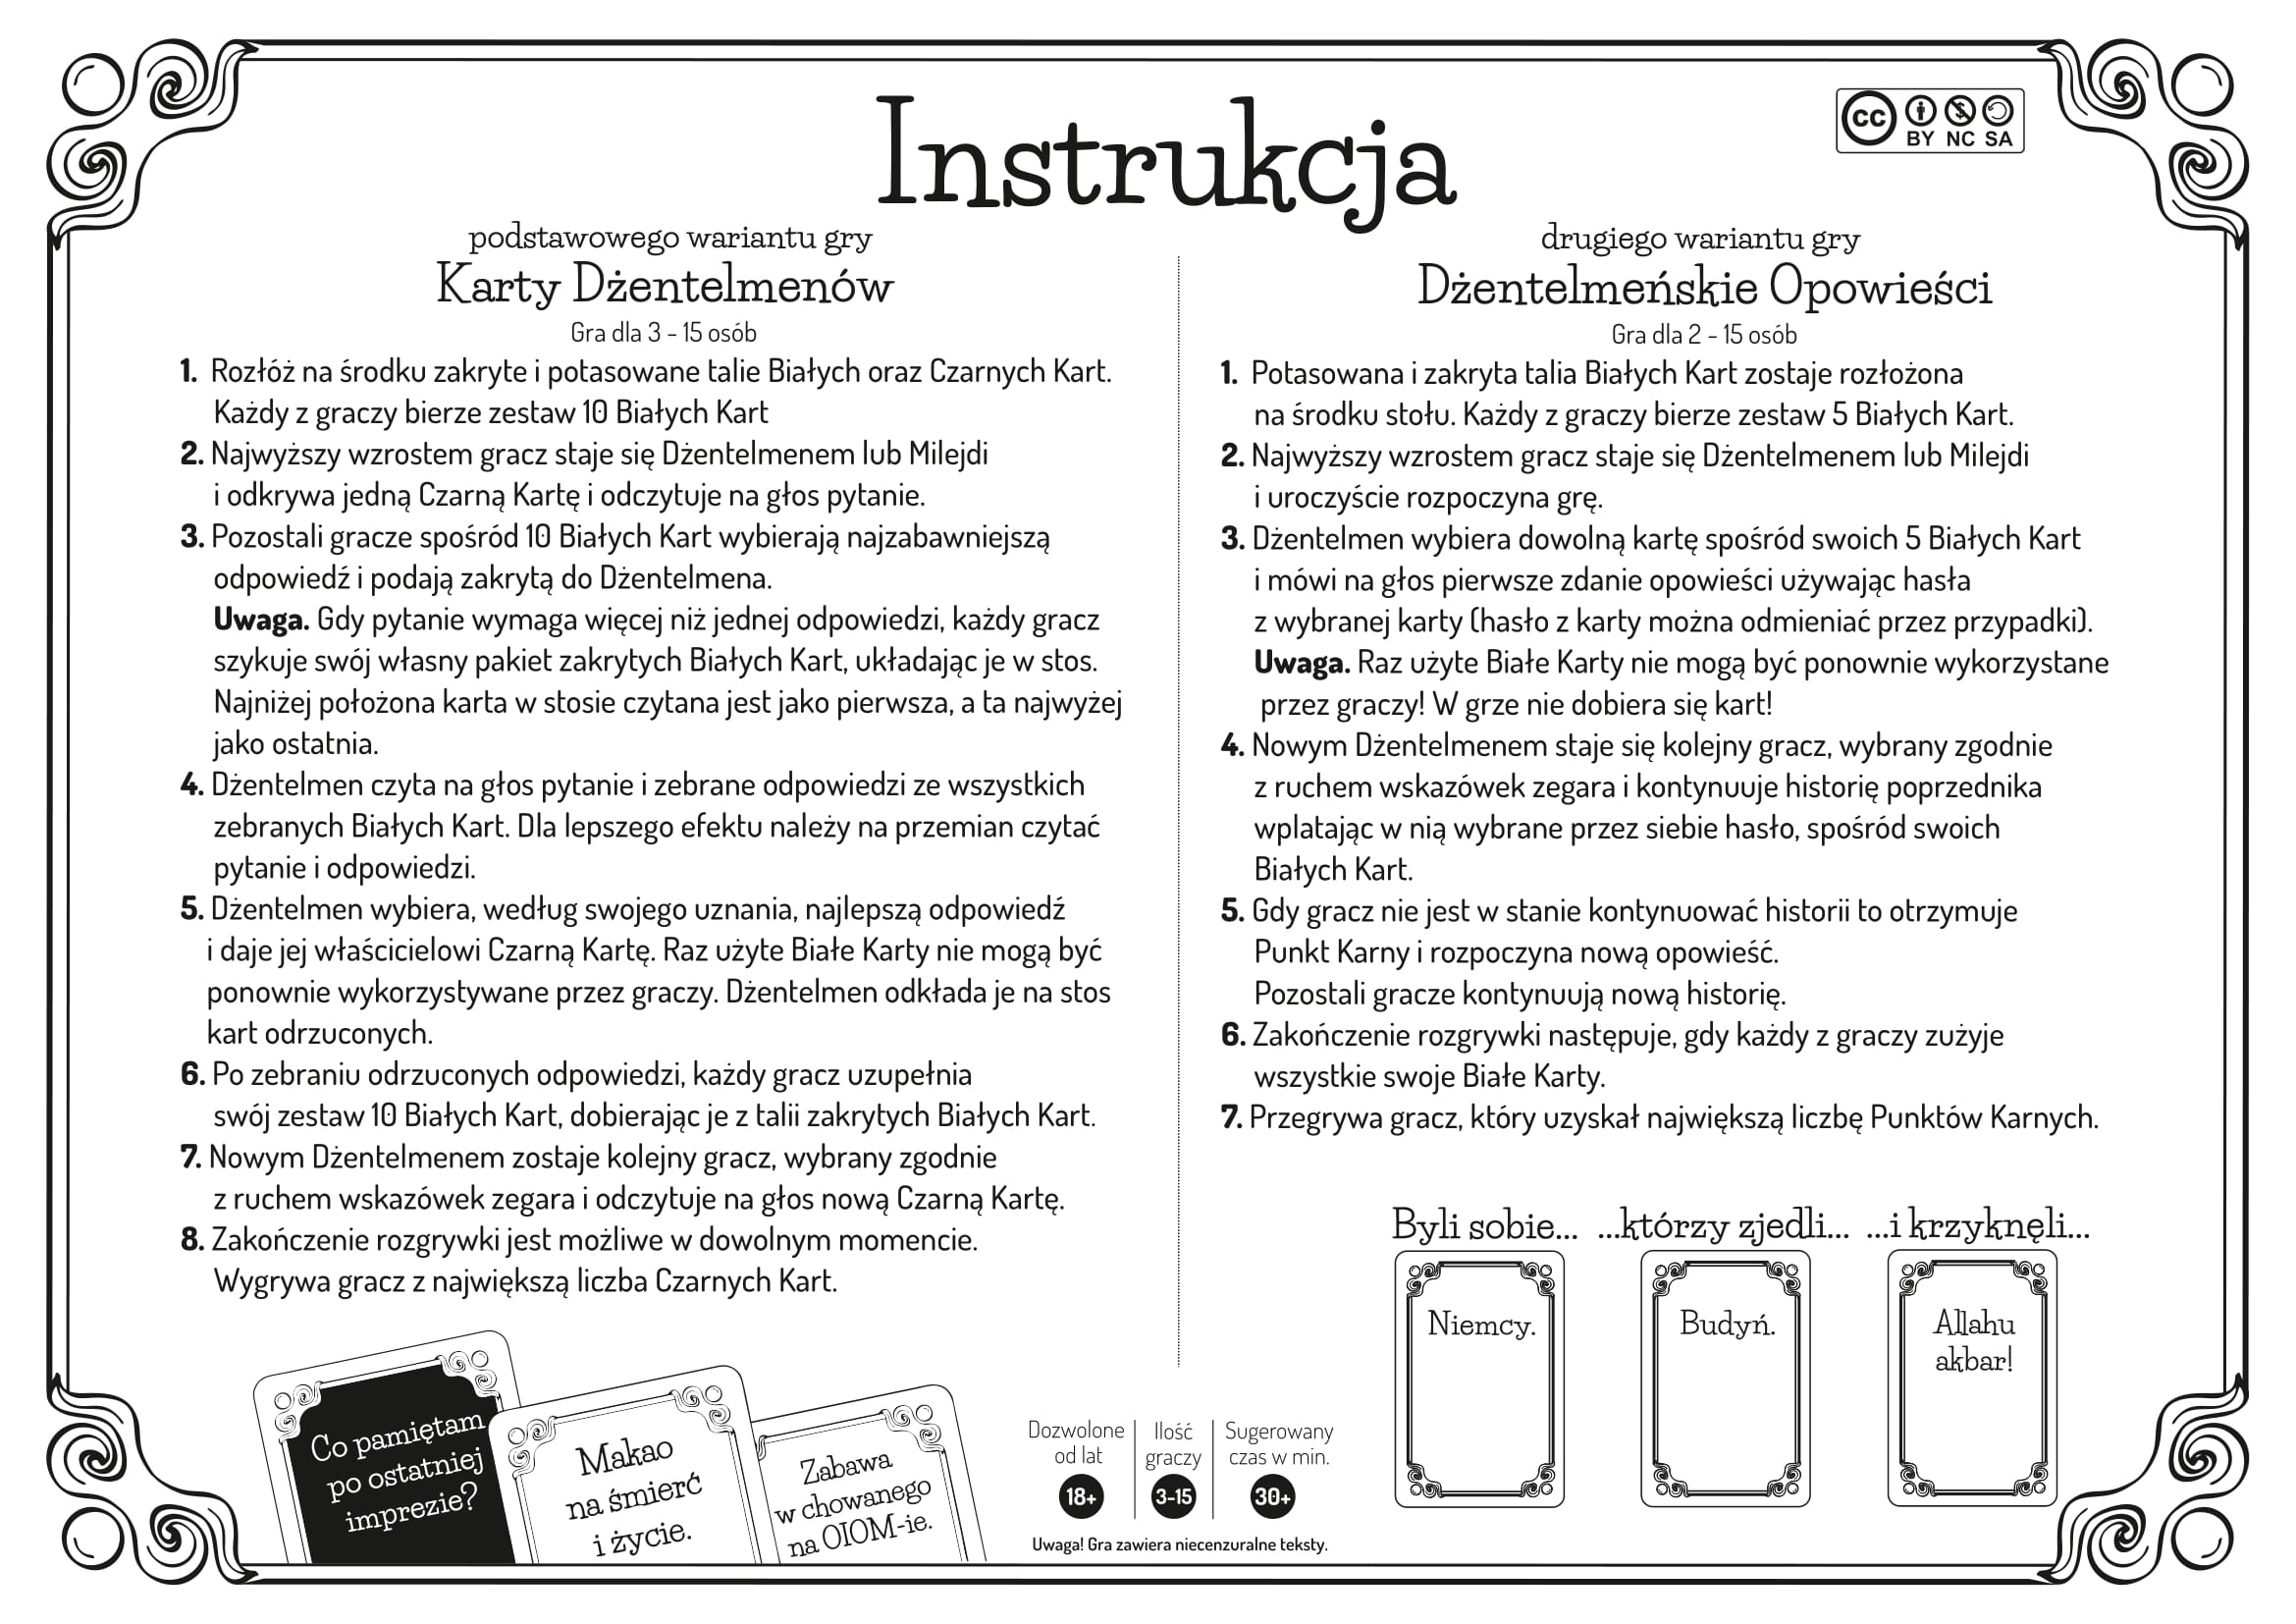 Instrukcja
cc
BY NC SA
podstawowego wariantu gry
Karty Dżentelmenów
Gra dla 3 - 15 osób
1. Rozłóż na środku zakryte i potasowane talie Białych oraz Czarnych Kart.
Każdy z graczy bierze zestaw 10 Białych Kart
2. Najwyższy wzrostem gracz staje się Dżentelmenem lub Milejdi
i odkrywa jedną Czarną Kartę i odczytuje na głos pytanie.
3. Pozostali gracze spośród 10 Białych Kart wybierają najzabawniejszą
odpowiedź i podają zakrytą do Dżentelmena.
Uwaga. Gdy pytanie wymaga więcej niż jednej odpowiedzi, każdy gracz
szykuje swój własny pakiet zakrytych Białych Kart, układając je w stos.
Najniżej położona karta w stosie czytana jest jako pierwsza, a ta najwyżej
jako ostatnia.
4. Dżentelmen czyta na głos pytanie i zebrane odpowiedzi ze wszystkich
zebranych Białych Kart. Dla lepszego efektu należy na przemian czytać
pytanie i odpowiedzi.
5. Dżentelmen wybiera, według swojego uznania, najlepszą odpowiedź
i daje jej właścicielowi Czarną Kartę. Raz użyte Białe Karty nie mogą być
ponownie wykorzystywane przez graczy. Dżentelmen odkłada je na stos
kart odrzuconych.
6. Po zebraniu odrzuconych odpowiedzi, każdy gracz uzupełnia
swój zestaw 10 Białych Kart, dobierając je z talii zakrytych Białych Kart.
7. Nowym Dżentelmenem zostaje kolejny gracz, wybrany zgodnie
z ruchem wskazówek zegara i odczytuje na głos nową Czarną Kartę.
8. Zakończenie rozgrywki jest możliwe w dowolnym momencie.
Wygrywa gracz z największą liczba Czarnych Kart.
Co pamiętam
po ostatniej
imprezie?
Makao
na śmierć
i życie.
Zabawa
w chowanego
na OIOM-ie.
drugiego wariantu gry
Dżentelmeńskie Opowieści
Gra dla 2 - 15 osób
1. Potasowana i zakryta talia Białych Kart zostaje rozłożona
na środku stołu. Każdy z graczy bierze zestaw 5 Białych Kart.
2. Najwyższy wzrostem gracz staje się Dżentelmenem lub Milejdi
i uroczyście rozpoczyna grę.
3. Dżentelmen wybiera dowolną kartę spośród swoich 5 Białych Kart
i mówi na głos pierwsze zdanie opowieści używając hasła
z wybranej karty (hasło z karty można odmieniać przez przypadki).
Uwaga. Raz użyte Białe Karty nie mogą być ponownie wykorzystane
przez graczy! W grze nie dobiera się kart!
4. Nowym Dżentelmenem staje się kolejny gracz, wybrany zgodnie
z ruchem wskazówek zegara i kontynuuje historię poprzednika
wplatając w nią wybrane przez siebie hasło, spośród swoich
Białych Kart.
5. Gdy gracz nie jest w stanie kontynuować historii to otrzymuje
Punkt Karny i rozpoczyna nową opowieść.
Pozostali gracze kontynuują nową historię.
6. Zakończenie rozgrywki następuje, gdy każdy z graczy zużyje
wszystkie swoje Białe Karty.
7. Przegrywa gracz, który uzyskał największą liczbę Punktów Karnych.
Byli sobie... ...którzy zjedli... ...i krzyknęli...
Niemcy.
Budyń.
Allahu
akbar!
Dozwolone
od lat
18+
Ilość
graczy
3-15
Sugerowany
czas w min.
30+
Uwaga! Gra zawiera niecenzuralne teksty.